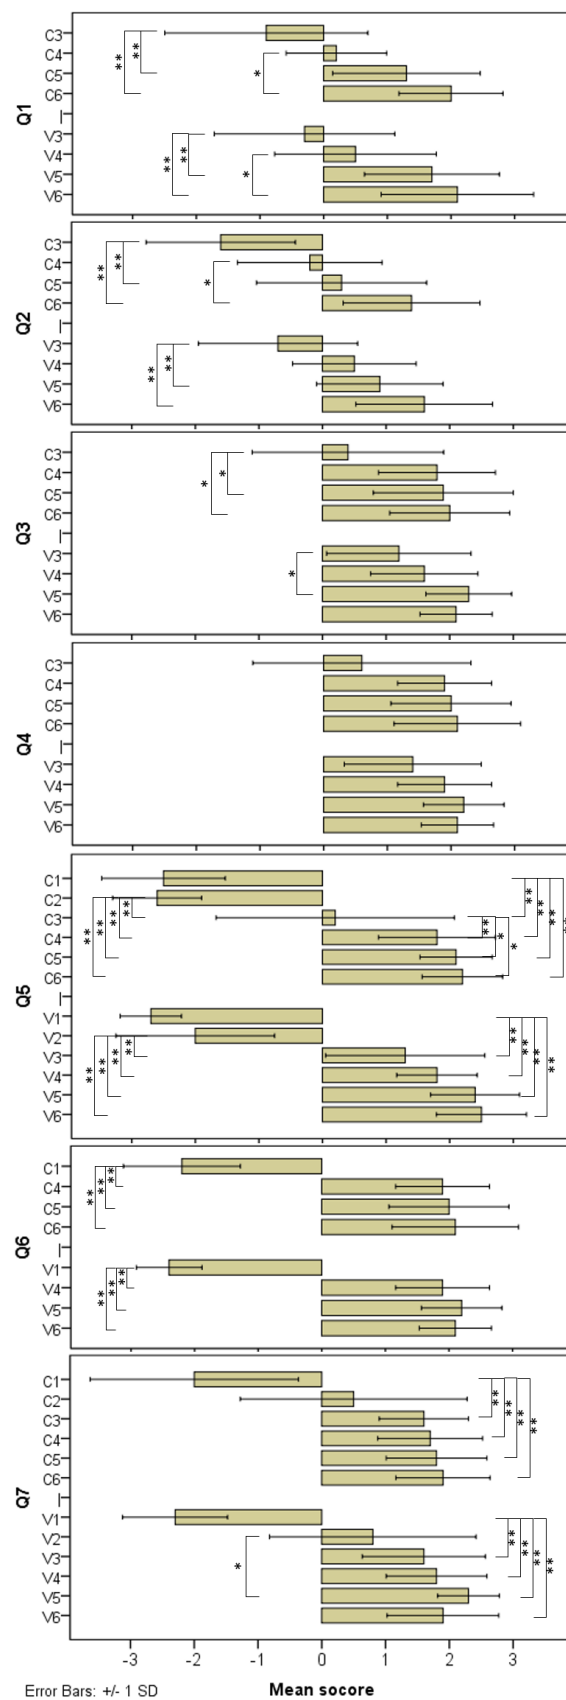 Q1
C3
C4
** **
*
C5
C6
I
V3
V4
** **
*
V5
V6
Q2
C3
C4
** **
*
C5
C6
I
V3
V4
** **
V5
V6
Q3
C3
C4
* *
C5
C6
I
V3
V4
*
V5
V6
Q4
C3
C4
C5
C6
I
V3
V4
V5
V6
Q5
C1
C2
C3
C4
C5
C6
** ** ** **
** * *
** ** ** **
I
V1
V2
V3
V4
V5
V6
** ** ** **
** ** ** **
Q6
C1
C4
C5
C6
** ** **
I
V1
V4
V5
V6
** ** **
Q7
C1
C2
C3
C4
C5
C6
** ** ** **
I
V1
V2
V3
V4
V5
V6
*
** ** ** **
-3 -2 -1 0 1 2 3
Error Bars: +/- 1 SD Mean socore